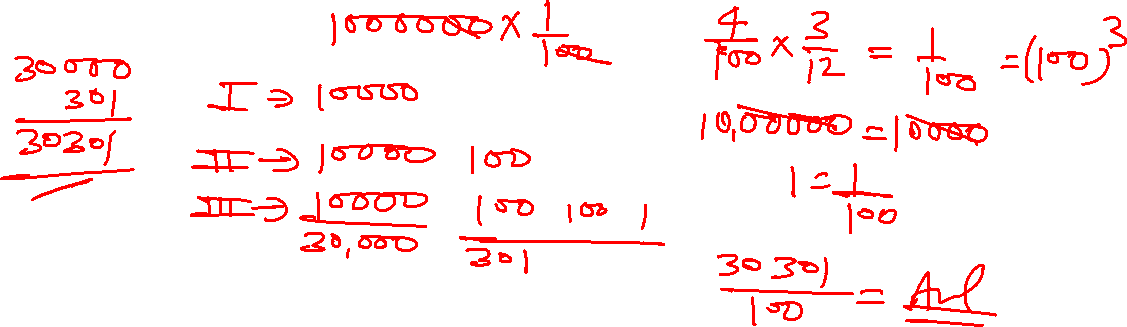 30000
301
30301
1000000 × 1/100
I → 10000
II → 10000 100
III → 10000 100 100 1
30,000 301
4/100 × 3/12 = 1/100 = (100)^3
10,00000 = 10000
1 = 1/100
30301/100 = Ans